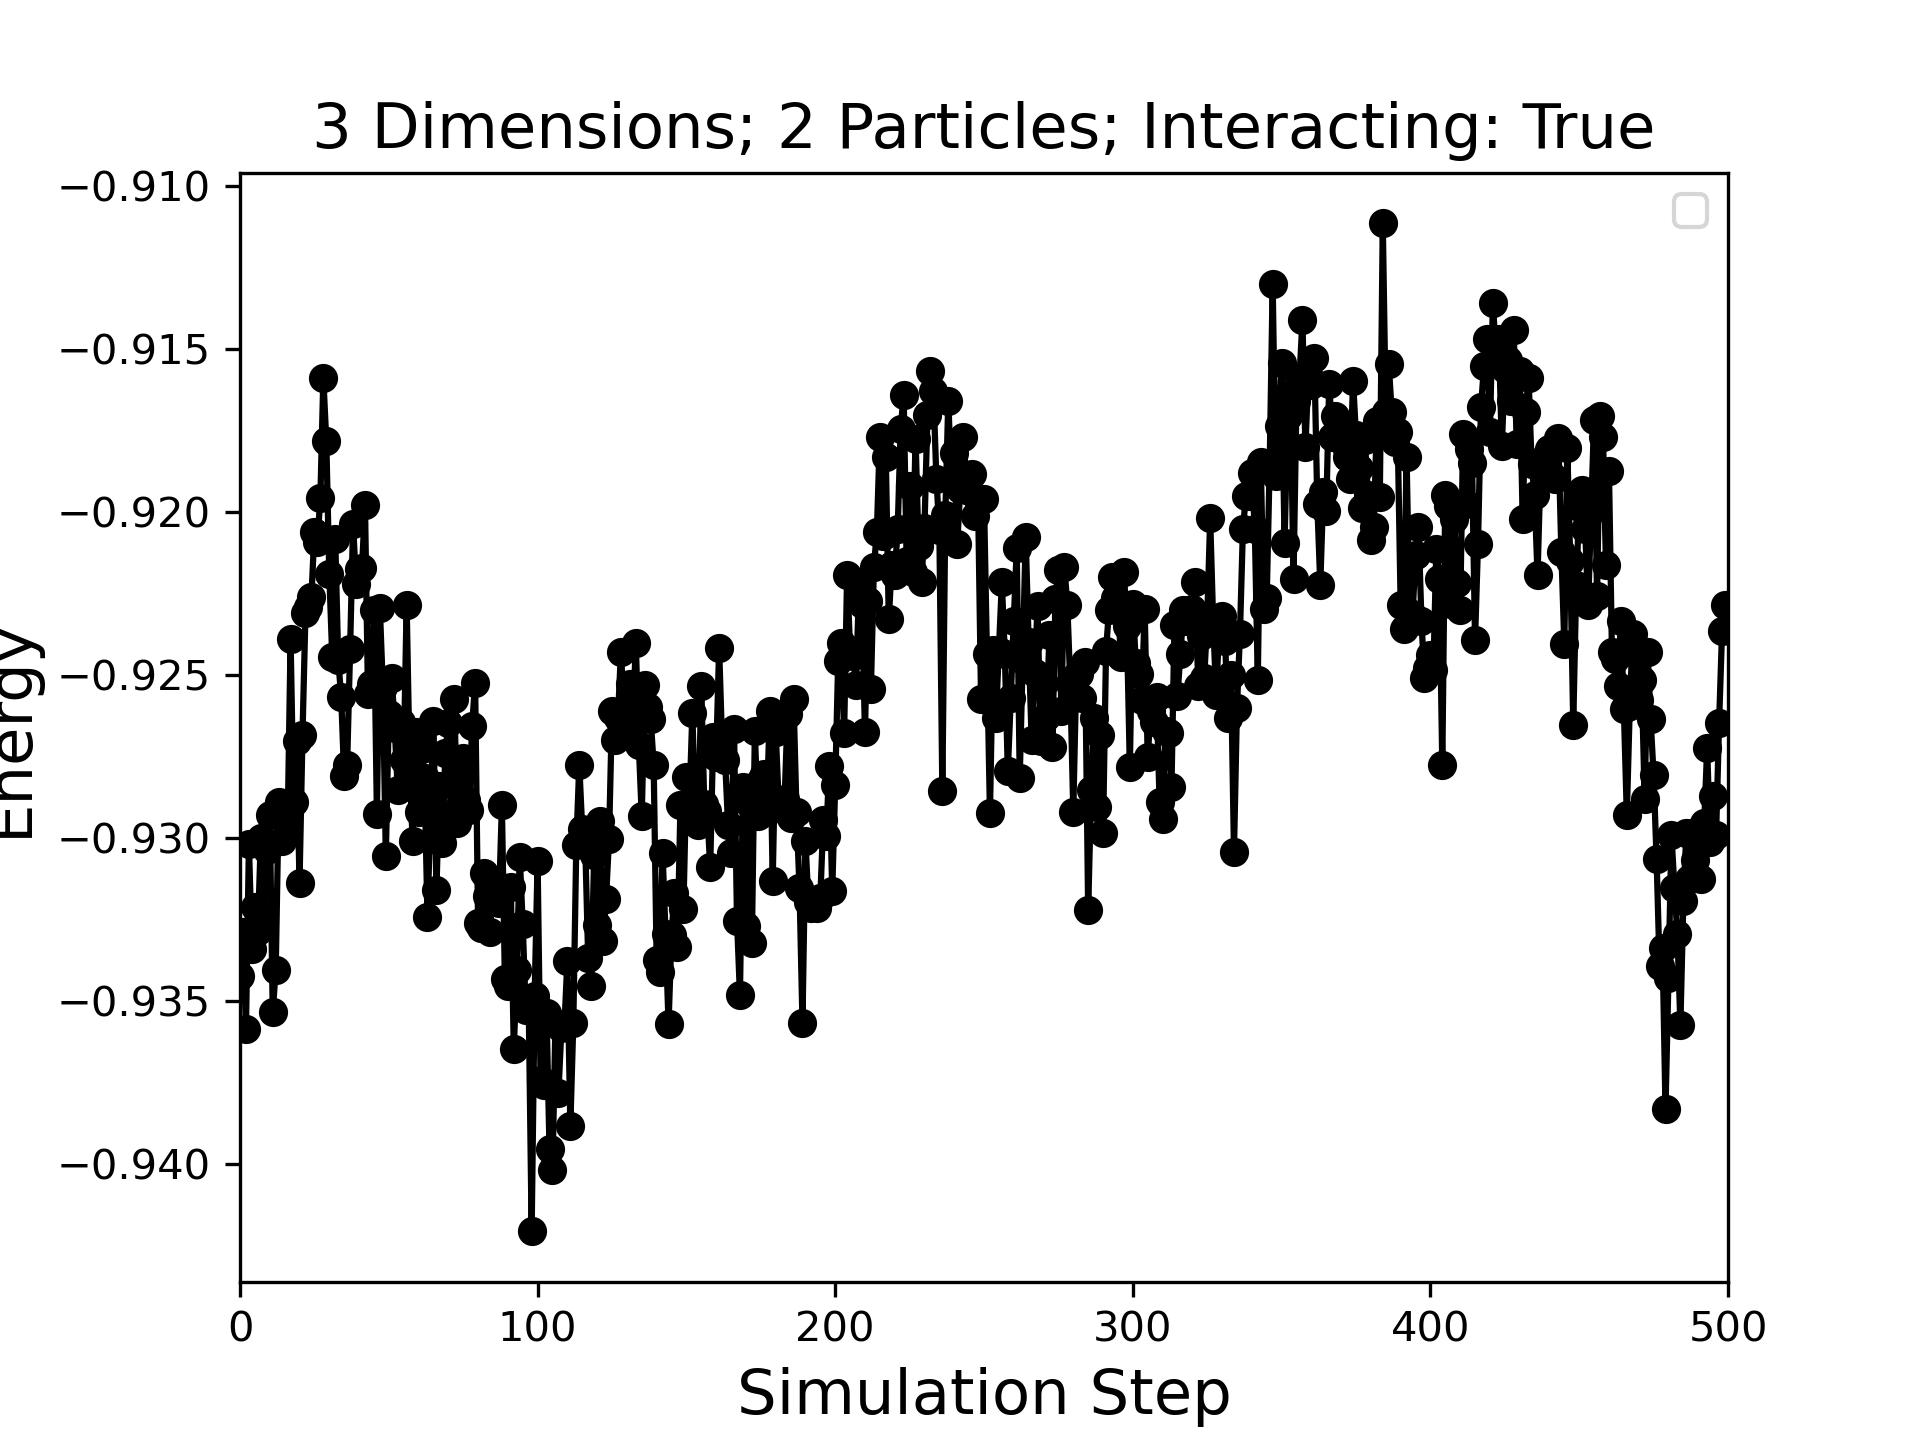 3 Dimensions; 2 Particles; Interacting: True
−0.910
−0.915
−0.920
−0.925
−0.930
−0.935
−0.940
Energy
0 100 200 300 400 500
Simulation Step